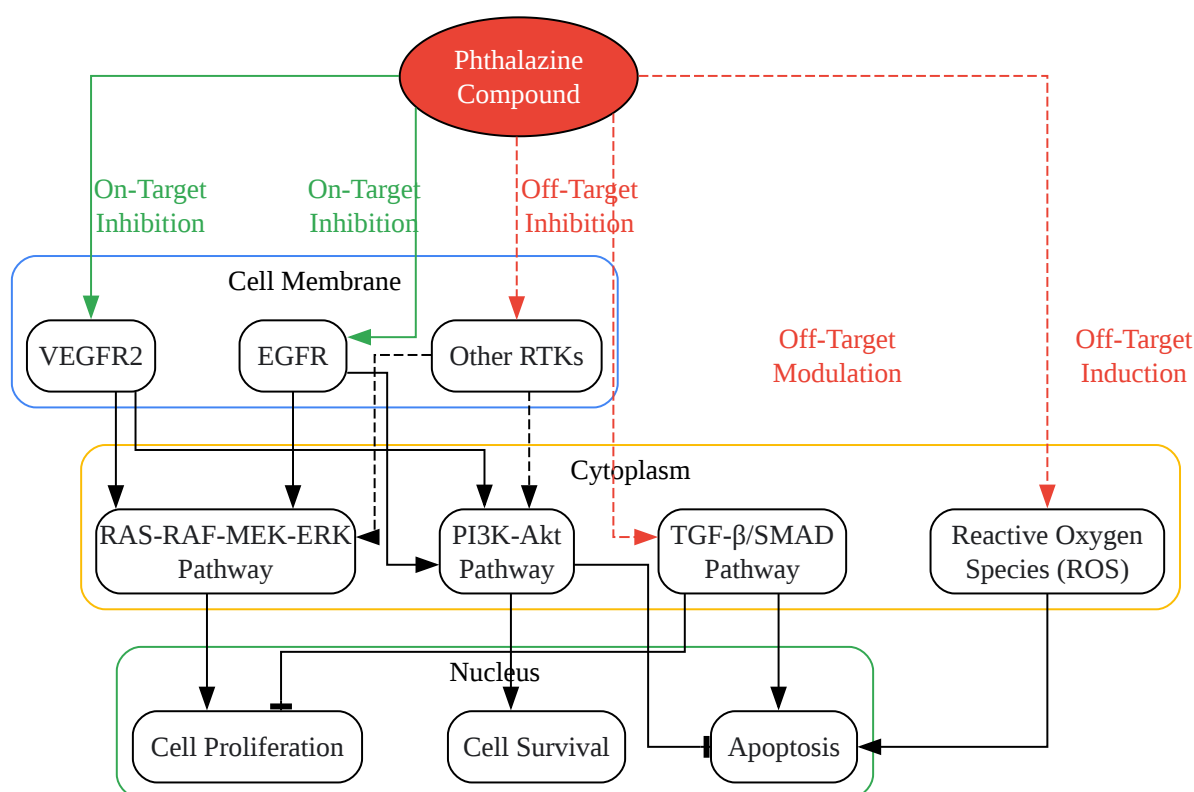 Phthalazine
Compound
On-Target
Inhibition
On-Target
Inhibition
Off-Target
Inhibition
Cell Membrane
VEGFR2
EGFR
Other RTKs
Off-Target
Modulation
Off-Target
Induction
Cytoplasm
RAS-RAF-MEK-ERK
Pathway
PI3K-Akt
Pathway
TGF-β/SMAD
Pathway
Reactive Oxygen
Species (ROS)
Nucleus
Cell Proliferation
Cell Survival
Apoptosis